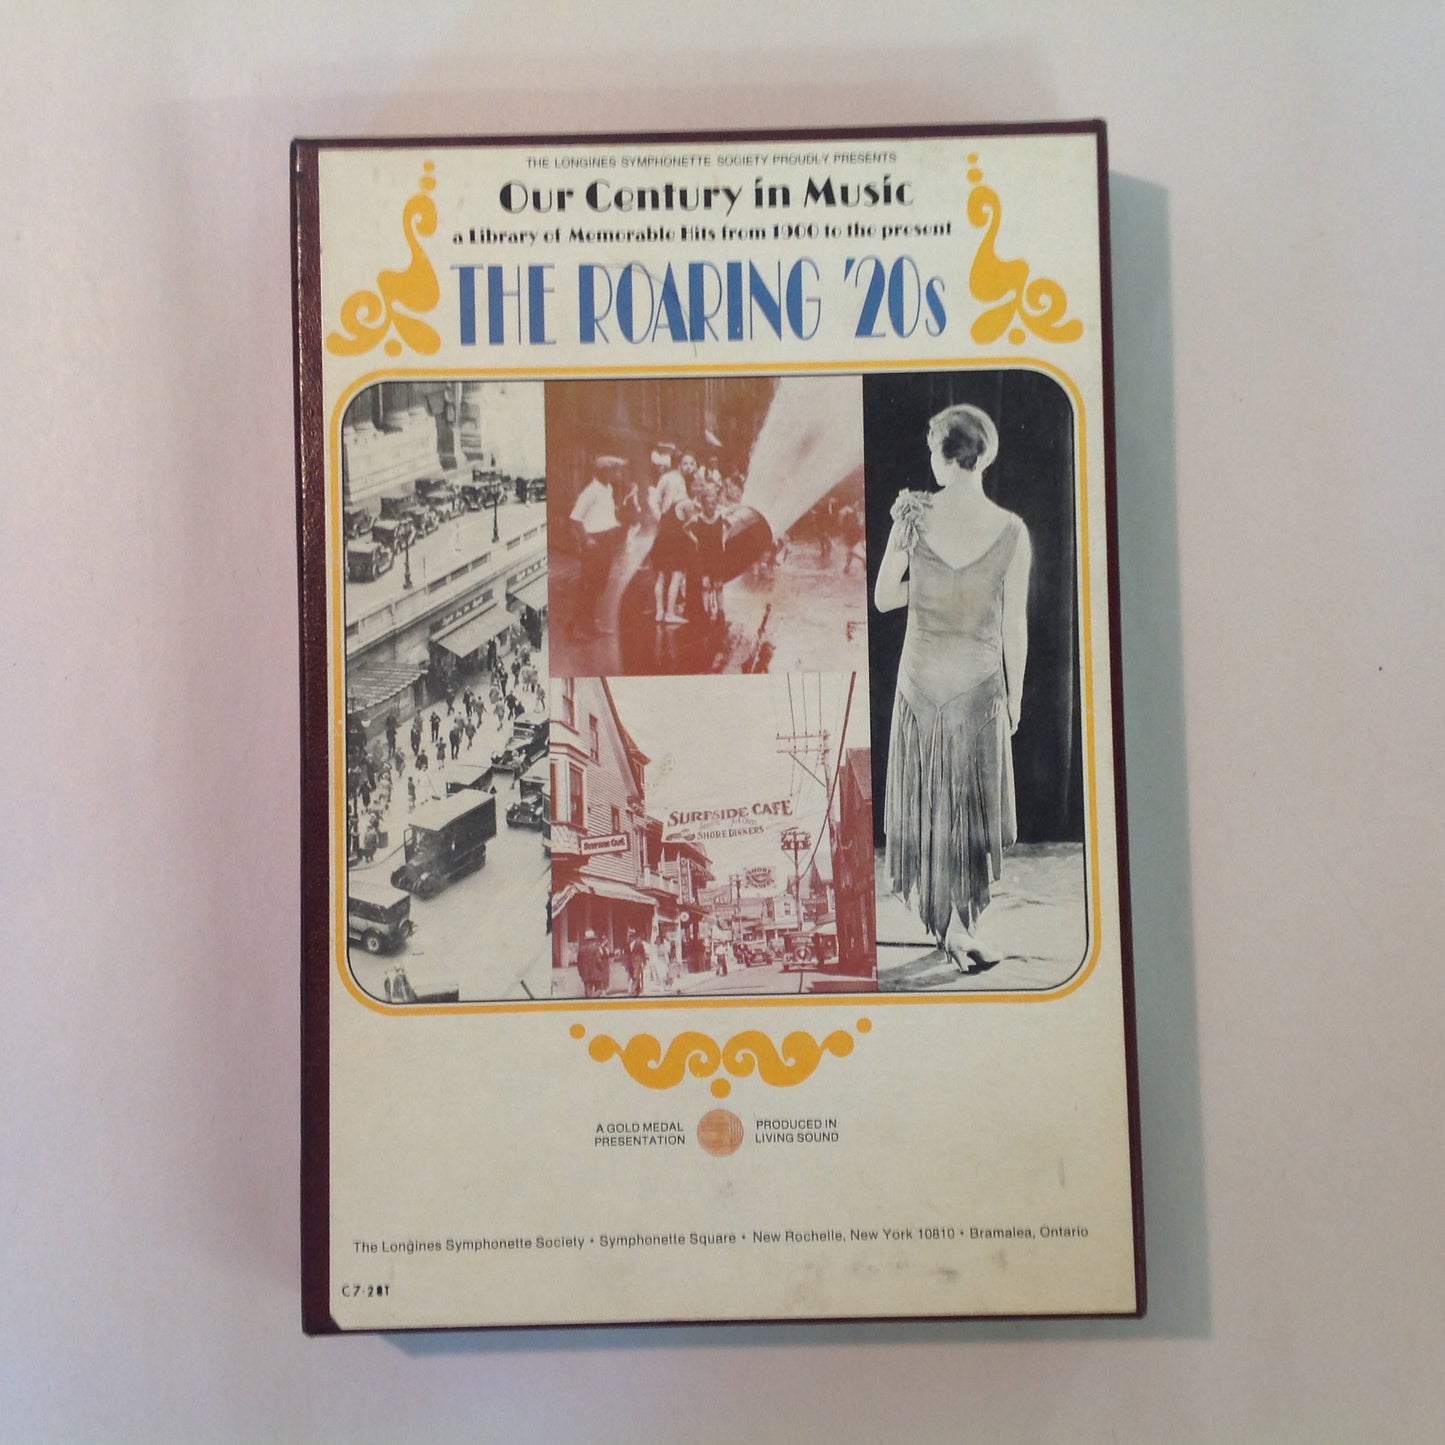 THE LONGINES SYMPHONETTE SOCIETY PROUDLY PRESENTS
Our Century in Music
a Library of Memorable Hits from 1900 to the present
THE ROARING '20s
SURFSIDE CAFE
SHORE DINNERS
SURFSIDE CAFE
A GOLD MEDAL
PRESENTATION
PRODUCED IN
LIVING SOUND
The Longines Symphonette Society • Symphonette Square • New Rochelle, New York 10810 • Bramalea, Ontario
C7-28T